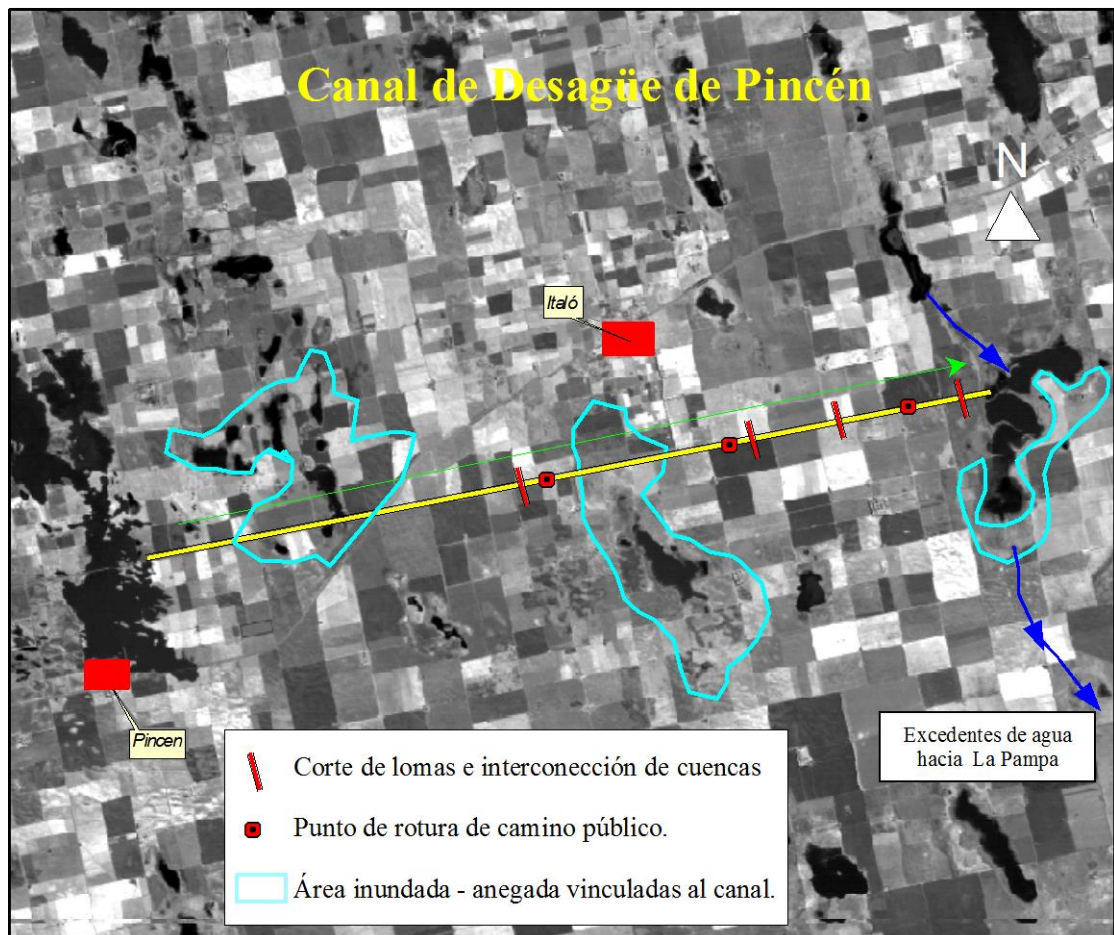 Canal de Desagüe de Pincén
N
Italó
Pincen
Excedentes de agua
hacia La Pampa
Corte de lomas e interconección de cuencas
Punto de rotura de camino público.
Área inundada - anegada vinculadas al canal.